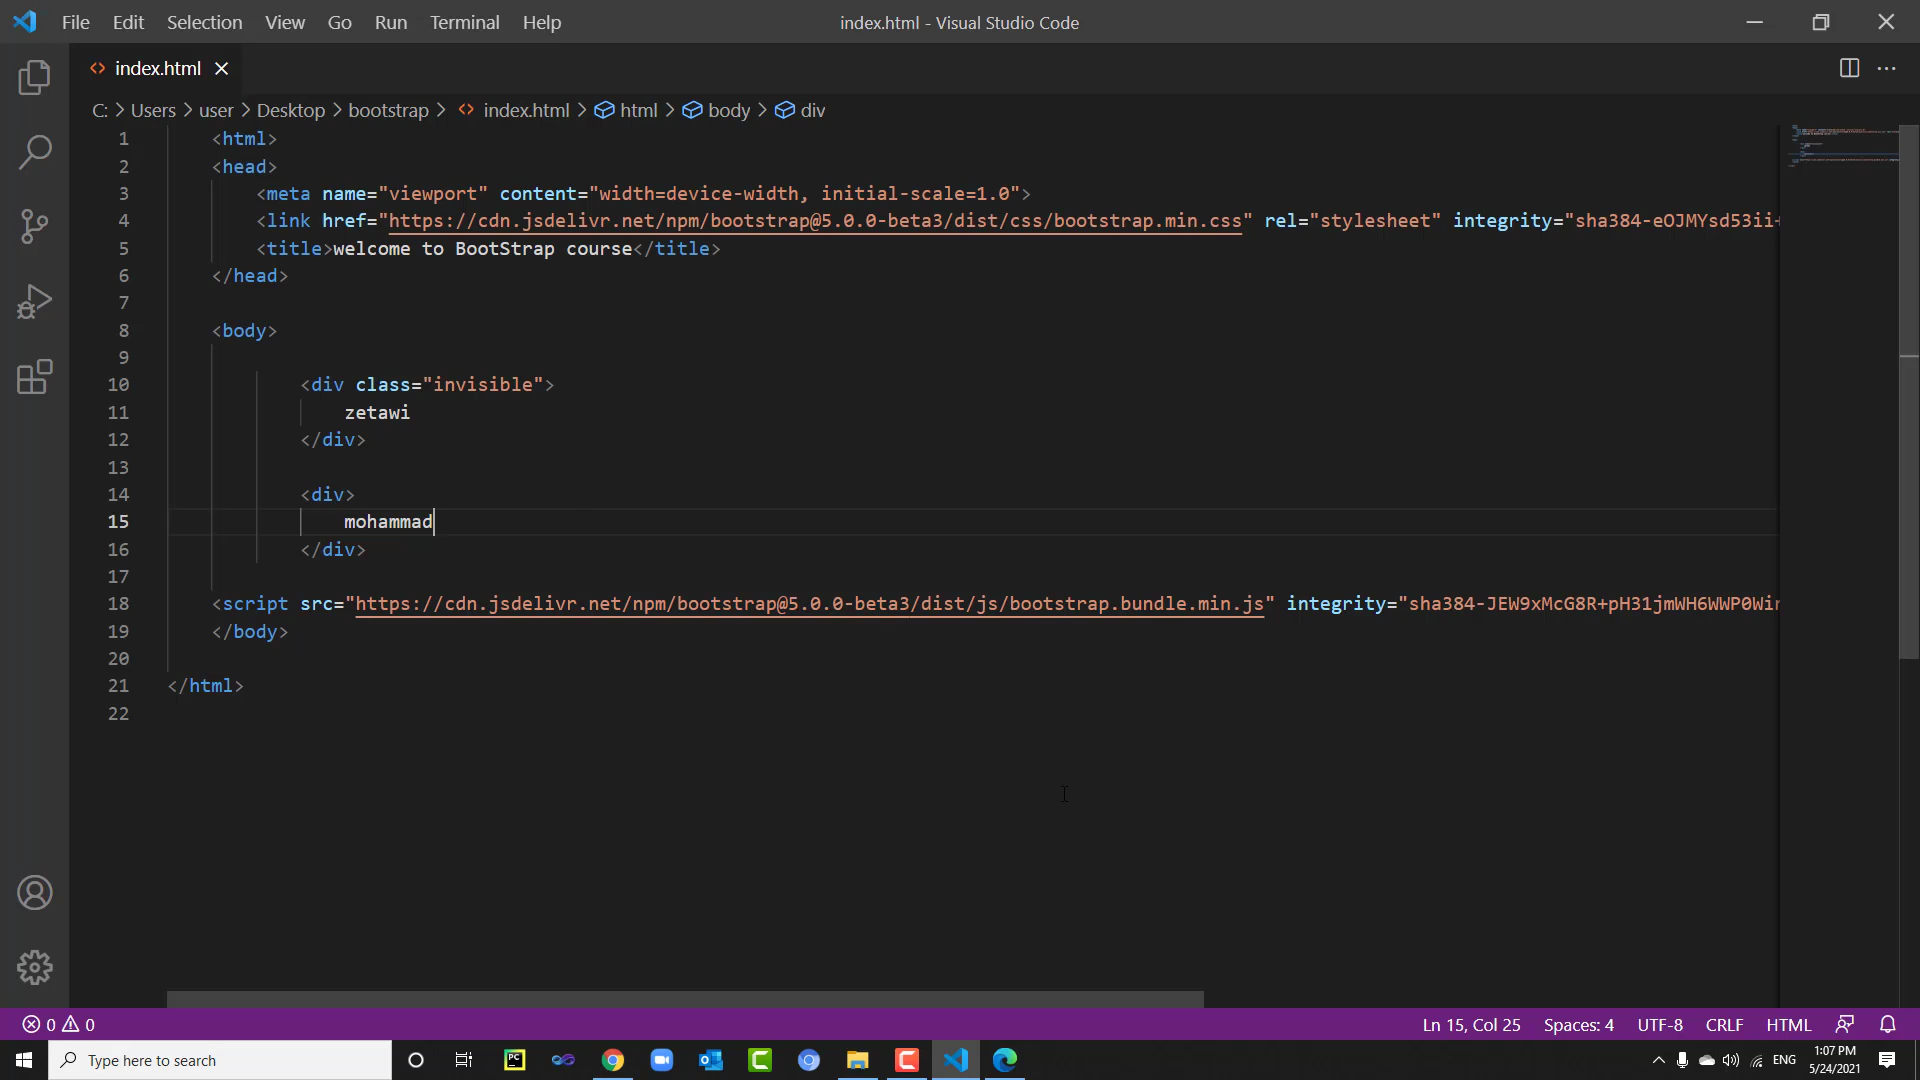 File Edit Selection View Go Run Terminal Help
index.html - Visual Studio Code
index.html
C: > Users > user > Desktop > bootstrap > index.html > html > body > div
1 <html>
2 <head>
3 <meta name="viewport" content="width=device-width, initial-scale=1.0">
4 <link href="https://cdn.jsdelivr.net/npm/bootstrap@5.0.0-beta3/dist/css/bootstrap.min.css" rel="stylesheet" integrity="sha384-eOJMYsd53ii+
5 <title>welcome to BootStrap course</title>
6 </head>
7
8 <body>
9
10 <div class="invisible">
11 zetawi
12 </div>
13
14 <div>
15 mohammad
16 </div>
17
18 <script src="https://cdn.jsdelivr.net/npm/bootstrap@5.0.0-beta3/dist/js/bootstrap.bundle.min.js" integrity="sha384-JEW9xMcG8R+pH31jmWH6WWP0Win
19 </body>
20
21 </html>
22
0 0
Ln 15, Col 25 Spaces: 4 UTF-8 CRLF HTML
Type here to search
PC
ENG
1:07 PM
5/24/2021